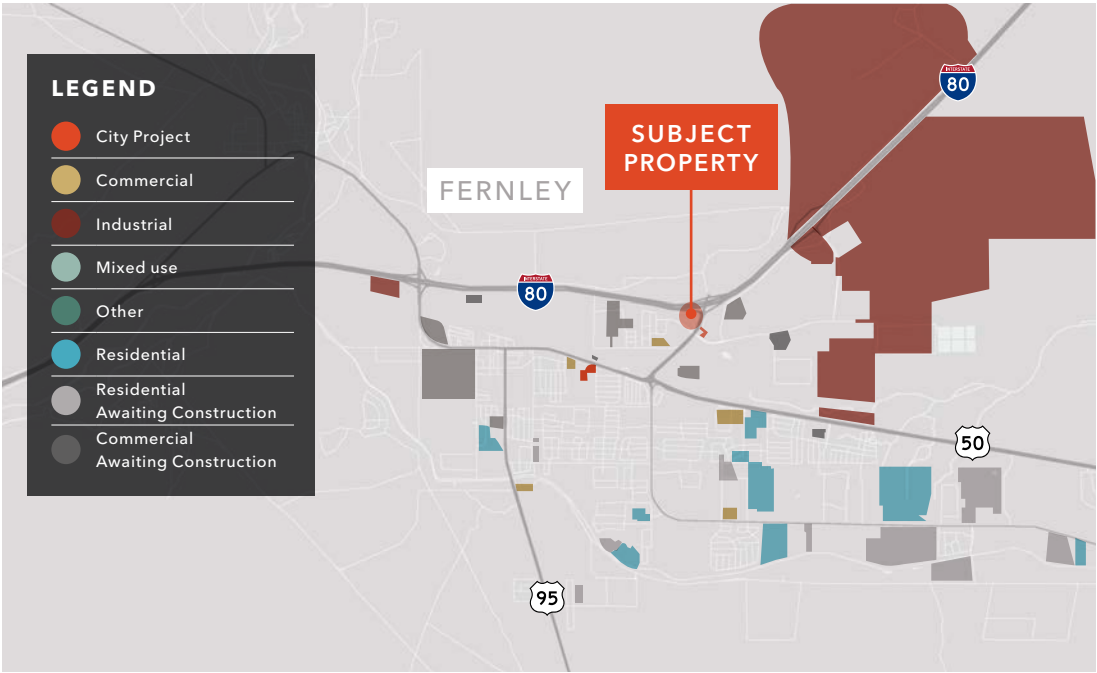 LEGEND
City Project
Commercial
Industrial
Mixed use
Other
Residential
Residential
Awaiting Construction
Commercial
Awaiting Construction
FERNLEY
SUBJECT
PROPERTY
INTERSTATE
80
INTERSTATE
80
50
95